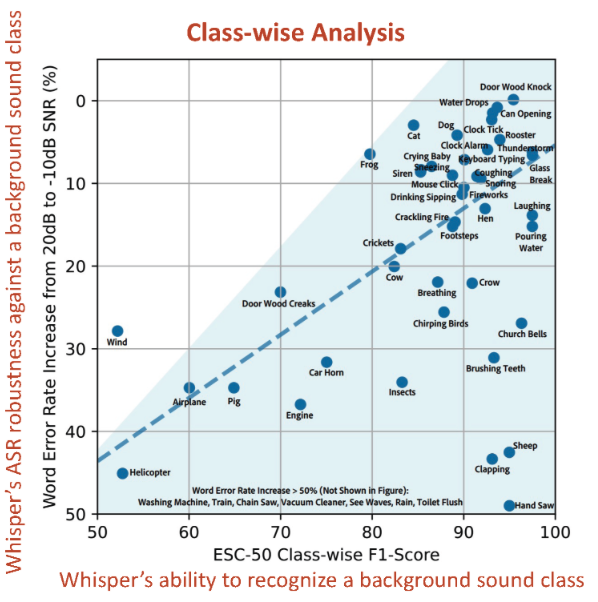 Class-wise Analysis
Whisper's ASR robustness against a background sound class
Word Error Rate Increase from 20dB to -10dB SNR (%)
0
10
20
30
40
50
Door Wood Knock
Water Drops
Can Opening
Cat
Dog
Clock Tick
Rooster
Clock Alarm
Thunderstorm
Frog
Crying Baby
Keyboard Typing
Sneezing
Siren
Coughing
Glass
Break
Mouse Click
Snoring
Drinking Sipping
Fireworks
Laughing
Crackling Fire
Hen
Footsteps
Pouring
Water
Crickets
Cow
Door Wood Creaks
Breathing
Crow
Chirping Birds
Church Bells
Wind
Car Horn
Brushing Teeth
Airplane
Pig
Insects
Engine
Sheep
Clapping
Helicopter
Word Error Rate Increase > 50% (Not Shown in Figure):
Washing Machine, Train, Chain Saw, Vacuum Cleaner, See Waves, Rain, Toilet Flush
Hand Saw
50
60
70
80
90
100
ESC-50 Class-wise F1-Score
Whisper's ability to recognize a background sound class